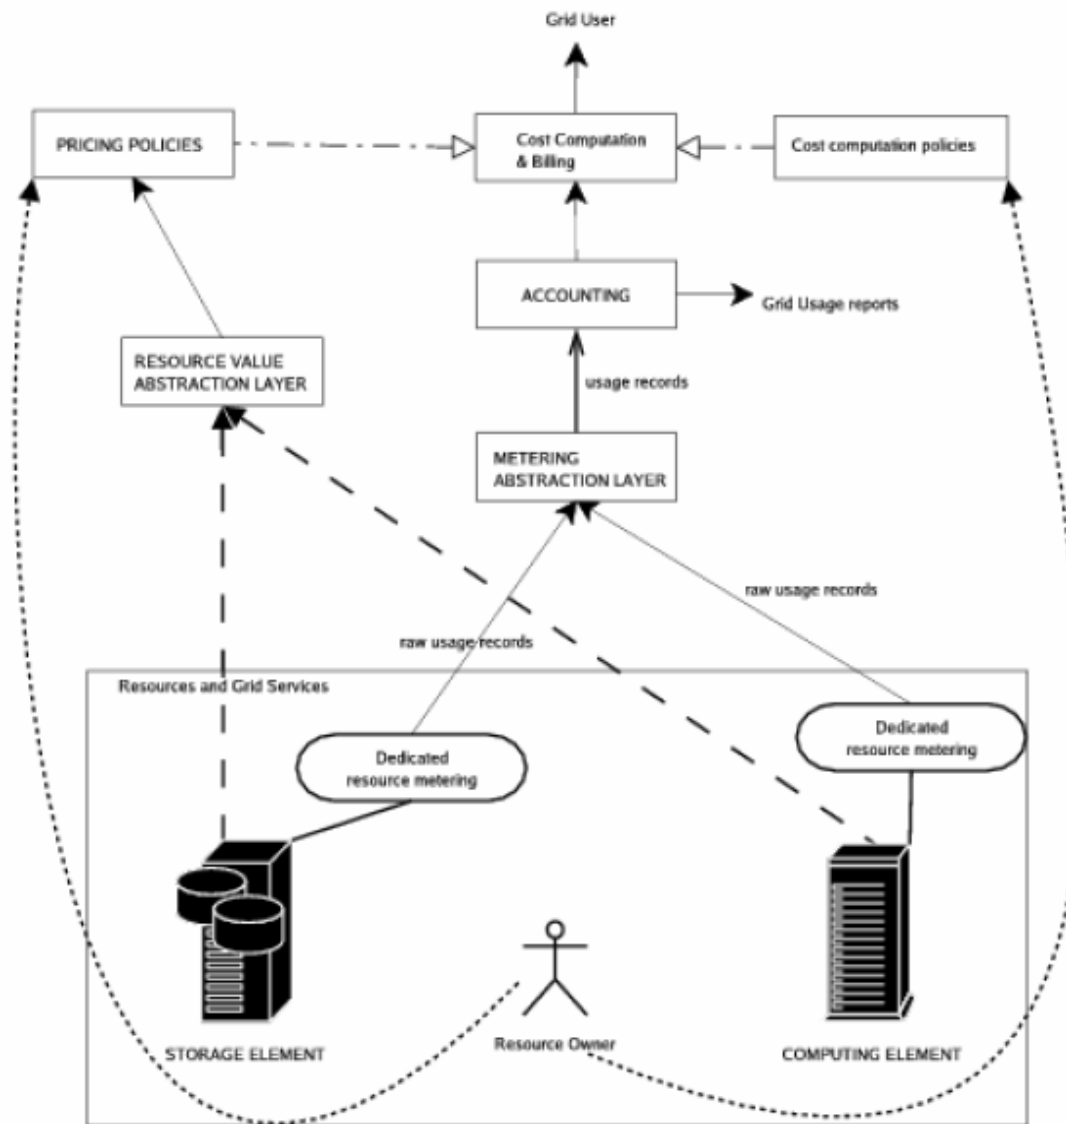 Grid User
PRICING POLICIES
Cost Computation
& Billing
Cost computation policies
ACCOUNTING
Grid Usage reports
RESOURCE VALUE
ABSTRACTION LAYER
usage records
METERING
ABSTRACTION LAYER
raw usage records
raw usage records
Resources and Grid Services
Dedicated
resource metering
Dedicated
resource metering
STORAGE ELEMENT
Resource Owner
COMPUTING ELEMENT